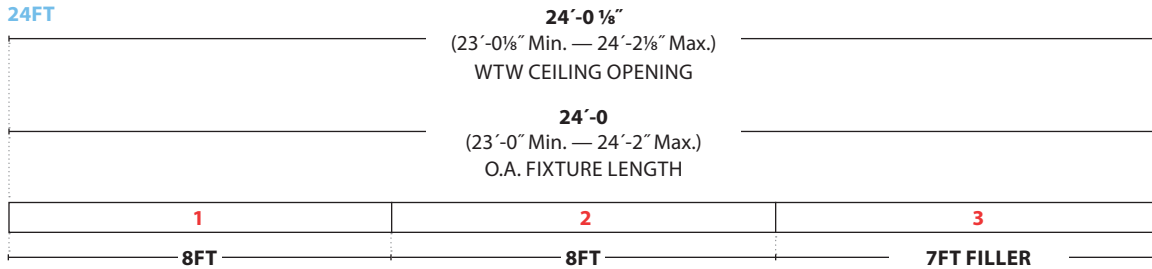 24FT
24´-0 ⅛˝
(23´-0⅛˝ Min. — 24´-2⅛˝ Max.)
WTW CEILING OPENING
24´-0
(23´-0˝ Min. — 24´-2˝ Max.)
O.A. FIXTURE LENGTH
1 2 3
8FT 8FT 7FT FILLER